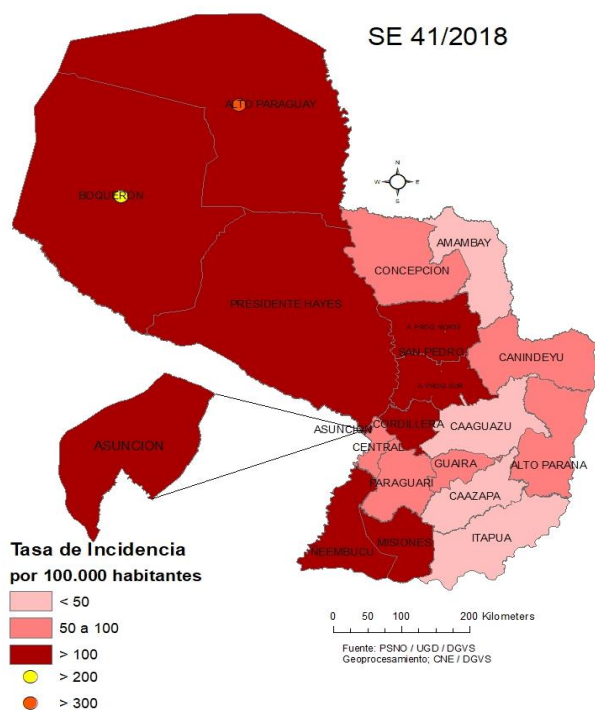 SE 41/2018
ALTO PARAGUAY
N
W E
S
BOQUERON
AMAMBAY
CONCEPCION
PRESIDENTE HAYES
SAN PEDRO
CANINDEYU
ASUNCION
ASUNCION
CORDILLERA
CAAGUAZU
CENTRAL
GUAIRA
ALTO PARANA
PARAGUARI
CAAZAPA
ITAPUA
MISIONES
ÑEEMBUCU
Tasa de Incidencia
por 100.000 habitantes
< 50
50 a 100
> 100
> 200
> 300
0 50 100 200 Kilometers
Fuente: PSNO / UGD / DGVS
Geoprocesamiento; CNE / DGVS